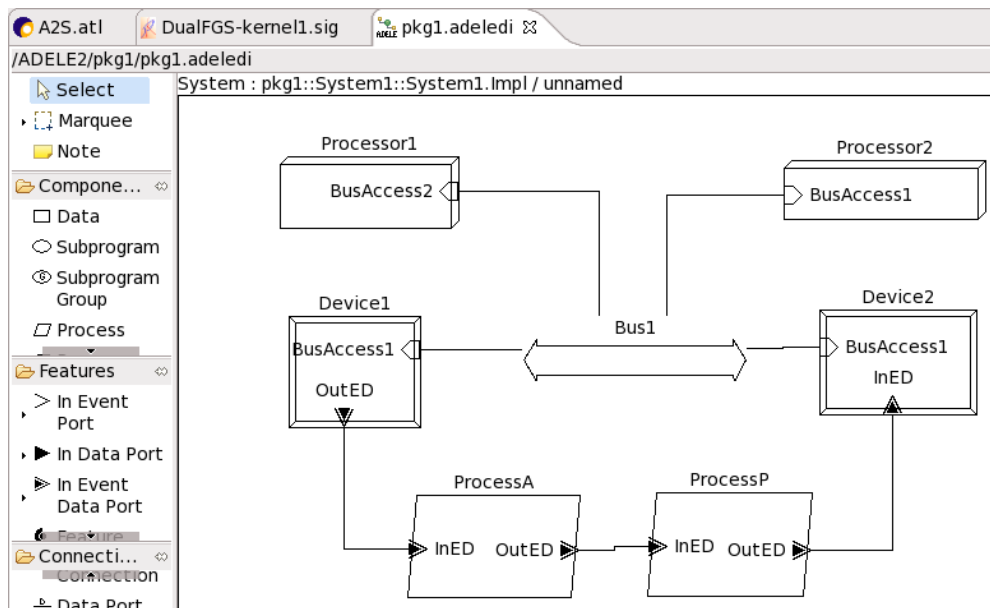 A2S.atl
DualFGS-kernel1.sig
ADELE pkg1.adeledi
/ADELE2/pkg1/pkg1.adeledi
Select
Marquee
Note
Compone...
Data
Subprogram
Subprogram
Group
Process
Features
In Event
Port
In Data Port
In Event
Data Port
Feature
Connecti...
Connection
Data Port
System : pkg1::System1::System1.Impl / unnamed
Processor1
BusAccess2
Processor2
BusAccess1
Device1
BusAccess1
OutED
Bus1
Device2
BusAccess1
InED
ProcessA
InED OutED
ProcessP
InED OutED